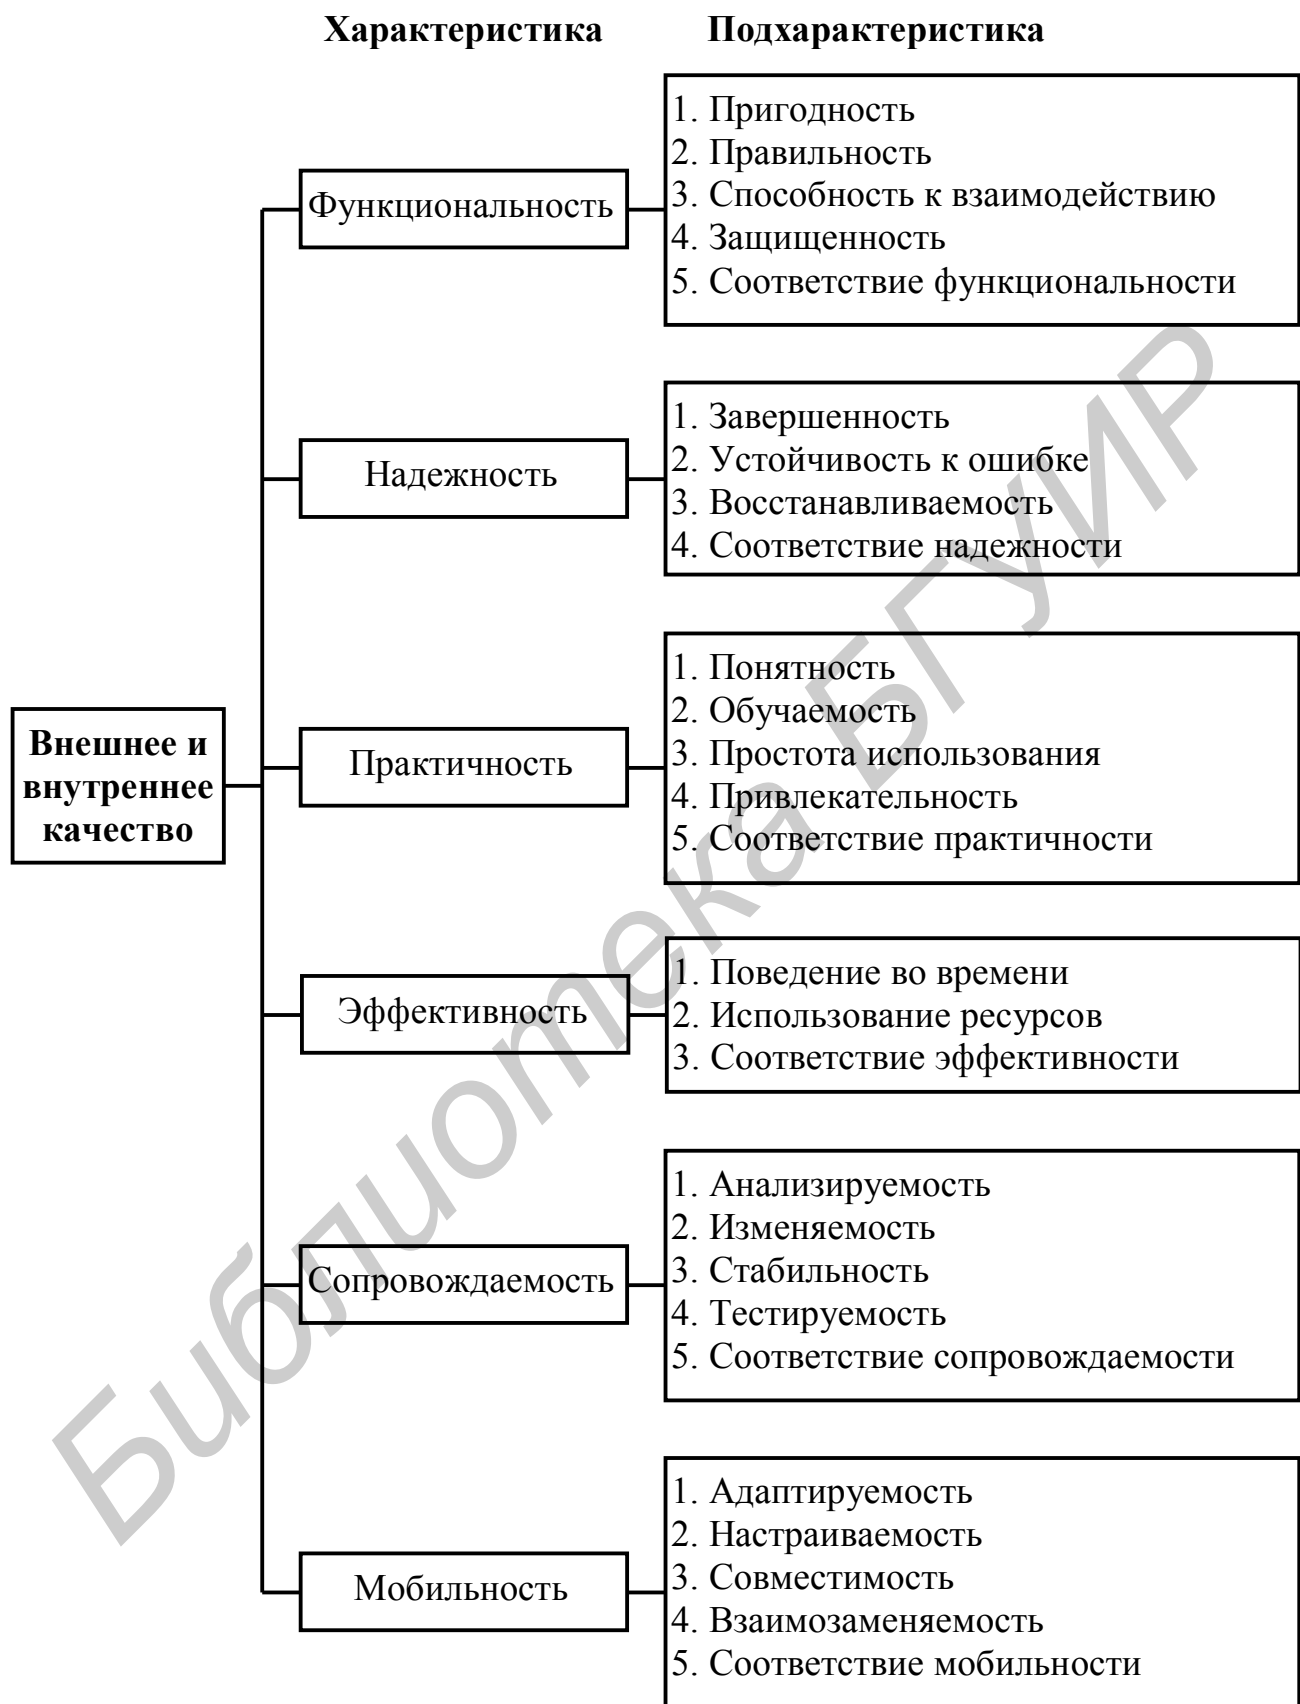 Характеристика Подхарактеристика
1. Пригодность
2. Правильность
Функциональность
3. Способность к взаимодействию
4. Защищенность
5. Соответствие функциональности
1. Завершенность
Надежность
2. Устойчивость к ошибке
3. Восстанавливаемость
4. Соответствие надежности
Внешнее и
внутреннее
качество
1. Понятность
2. Обучаемость
Практичность
3. Простота использования
4. Привлекательность
5. Соответствие практичности
1. Поведение во времени
Эффективность
2. Использование ресурсов
3. Соответствие эффективности
1. Анализируемость
2. Изменяемость
Сопровождаемость
3. Стабильность
4. Тестируемость
5. Соответствие сопровождаемости
1. Адаптируемость
2. Настраиваемость
Мобильность
3. Совместимость
4. Взаимозаменяемость
5. Соответствие мобильности
Библиотека БГУИР